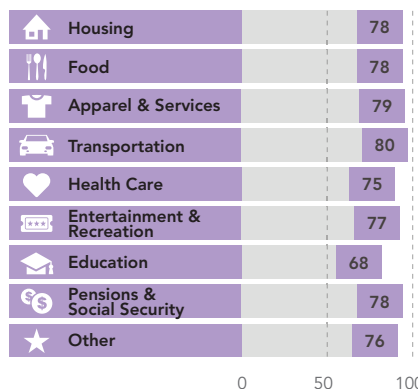 Housing 78
Food 78
Apparel & Services 79
Transportation 80
Health Care 75
Entertainment &
Recreation 77
Education 68
Pensions &
Social Security 78
Other 76
0 50 100